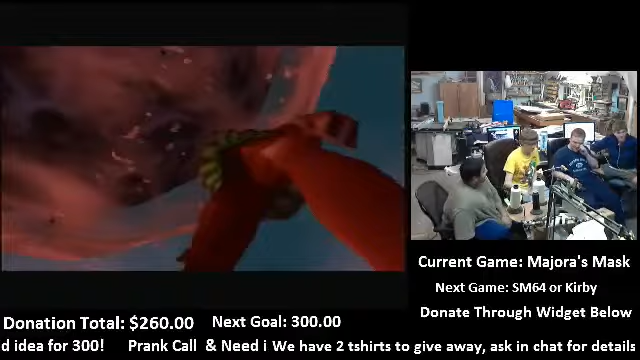 Current Game: Majora's Mask
Next Game: SM64 or Kirby
Donate Through Widget Below
Donation Total: $260.00 Next Goal: 300.00
d idea for 300! Prank Call & Need i We have 2 tshirts to give away, ask in chat for details